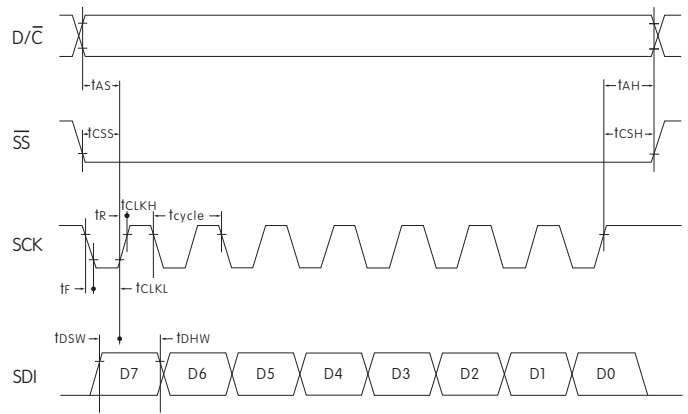 D/C̅
tAS
tAH
S̅S̅
tCSS
tCSH
tCLKH
tR
tcycle
SCK
tF
tCLKL
tDSW
tDHW
SDI
D7 D6 D5 D4 D3 D2 D1 D0